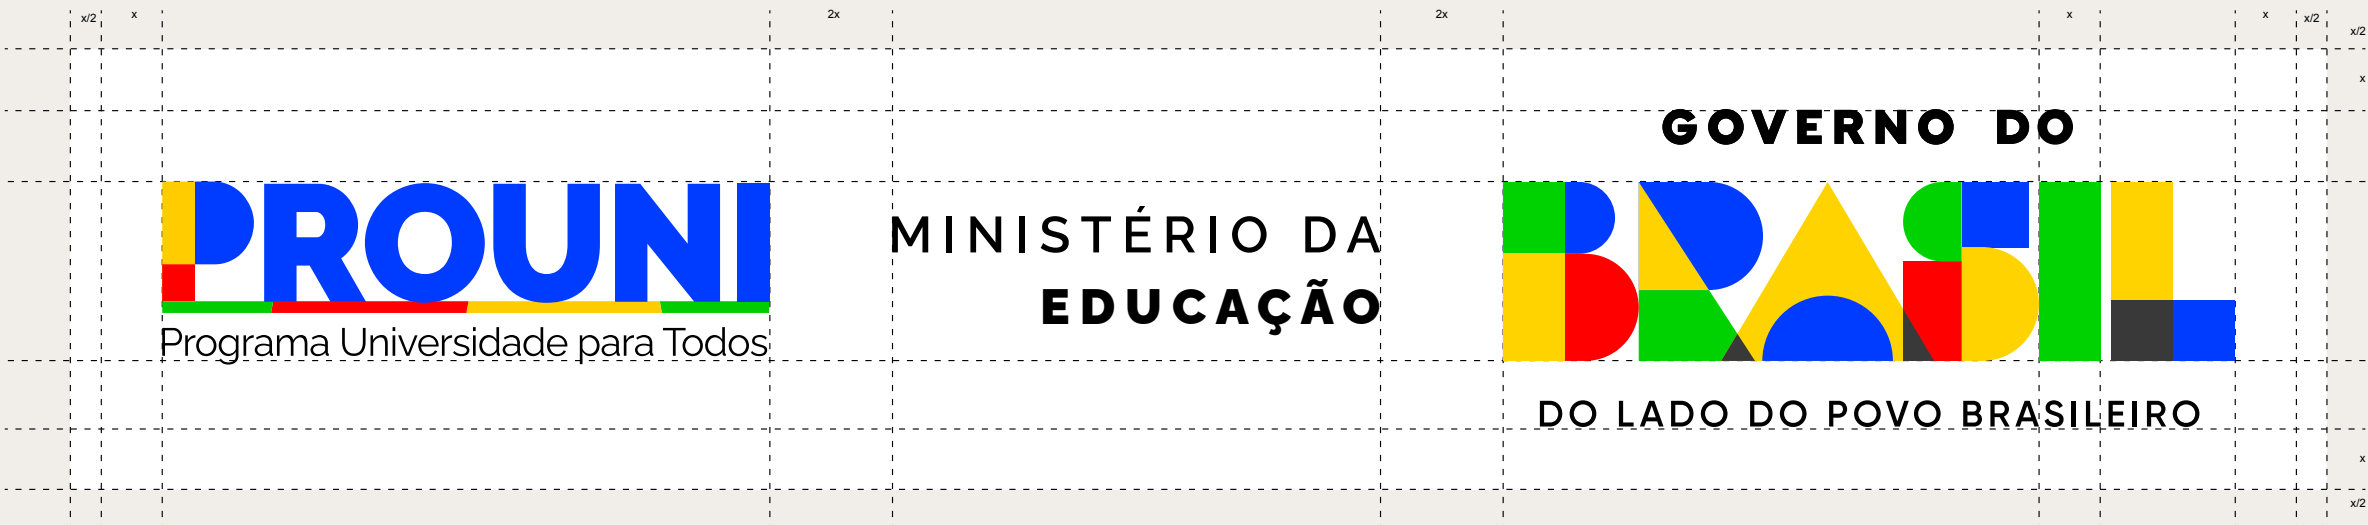 x/2 x 2x 2x x x x/2
x/2
x
GOVERNO DO
PROUNI
BRASIL
MINISTÉRIO DA
EDUCAÇÃO
Programa Universidade para Todos
DO LADO DO POVO BRASILEIRO
x
x/2